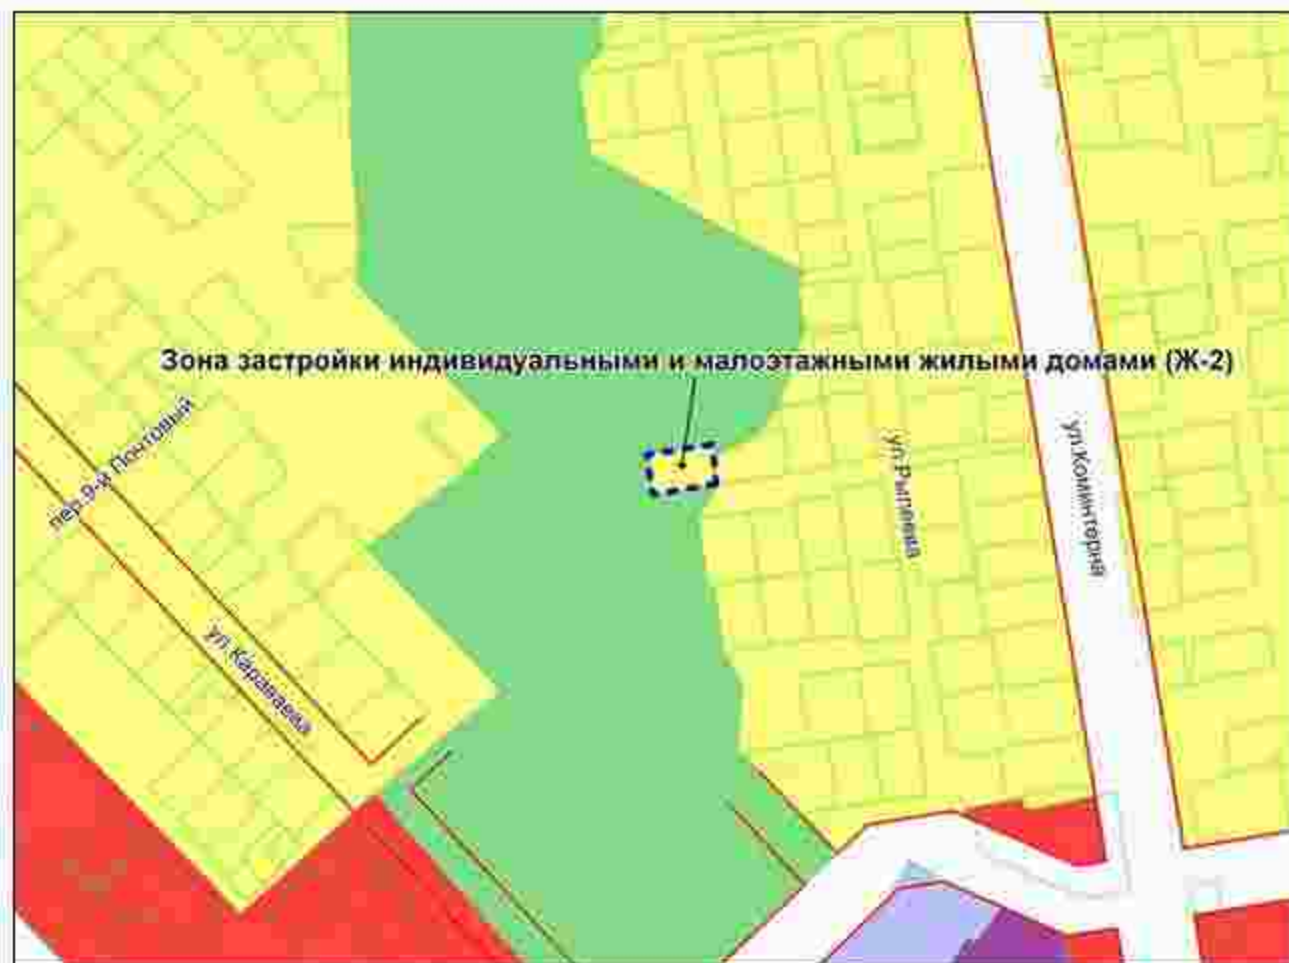 Зона застройки индивидуальными и малоэтажными жилыми домами (Ж-2)
пер.9-й Почтовый
ул.Рылеева
ул.Коминтерна
ул.Караваева